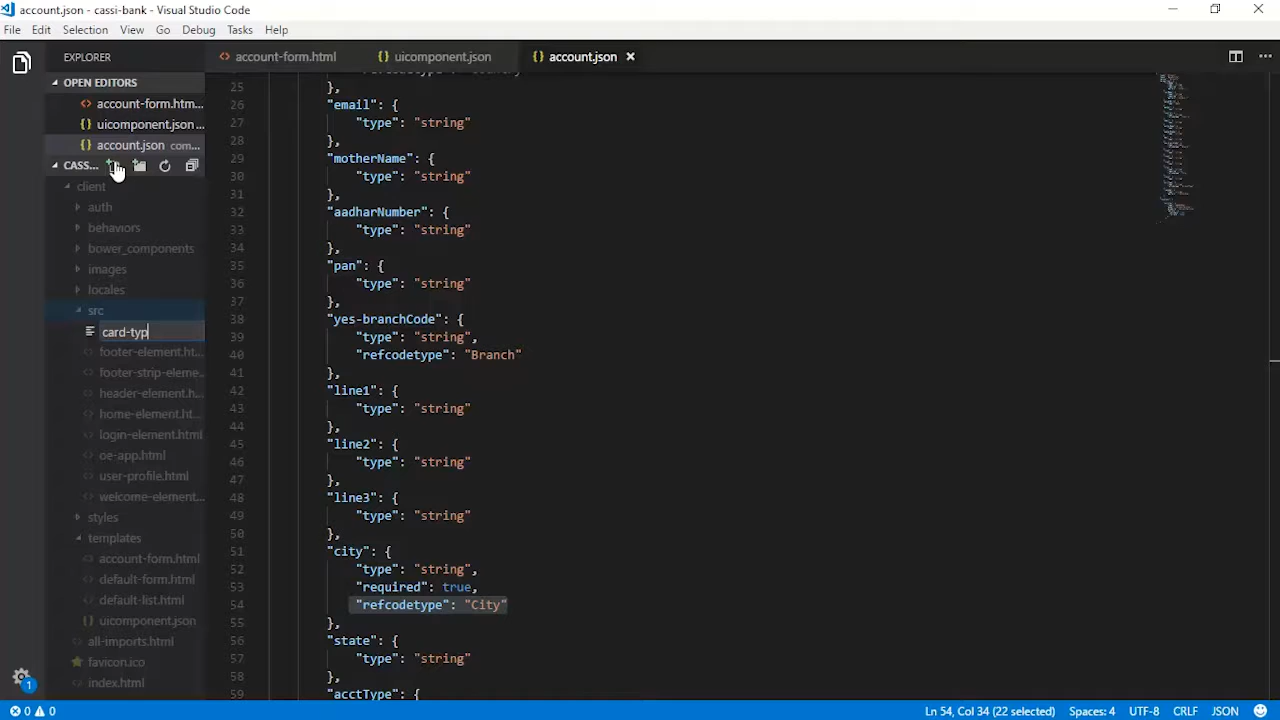 account.json - cassi-bank - Visual Studio Code
File Edit Selection View Go Debug Tasks Help
EXPLORER
OPEN EDITORS
account-form.htm...
uicomponent.json ...
account.json com...
CASS...
client
auth
behaviors
bower_components
images
locales
src
card-typ
footer-element.ht...
footer-strip-eleme...
header-element.h...
home-element.ht...
login-element.html
oe-app.html
user-profile.html
welcome-element....
styles
templates
account-form.html
default-form.html
default-list.html
uicomponent.json
all-imports.html
favicon.ico
index.html
account-form.html uicomponent.json account.json
25 },
26 "email": {
27 "type": "string"
28 },
29 "motherName": {
30 "type": "string"
31 },
32 "aadharNumber": {
33 "type": "string"
34 },
35 "pan": {
36 "type": "string"
37 },
38 "yes-branchCode": {
39 "type": "string",
40 "refcodetype": "Branch"
41 },
42 "line1": {
43 "type": "string"
44 },
45 "line2": {
46 "type": "string"
47 },
48 "line3": {
49 "type": "string"
50 },
51 "city": {
52 "type": "string",
53 "required": true,
54 "refcodetype": "City"
55 },
56 "state": {
57 "type": "string"
58 },
59 "acctType": {
1
0 0
Ln 54, Col 34 (22 selected) Spaces: 4 UTF-8 CRLF JSON